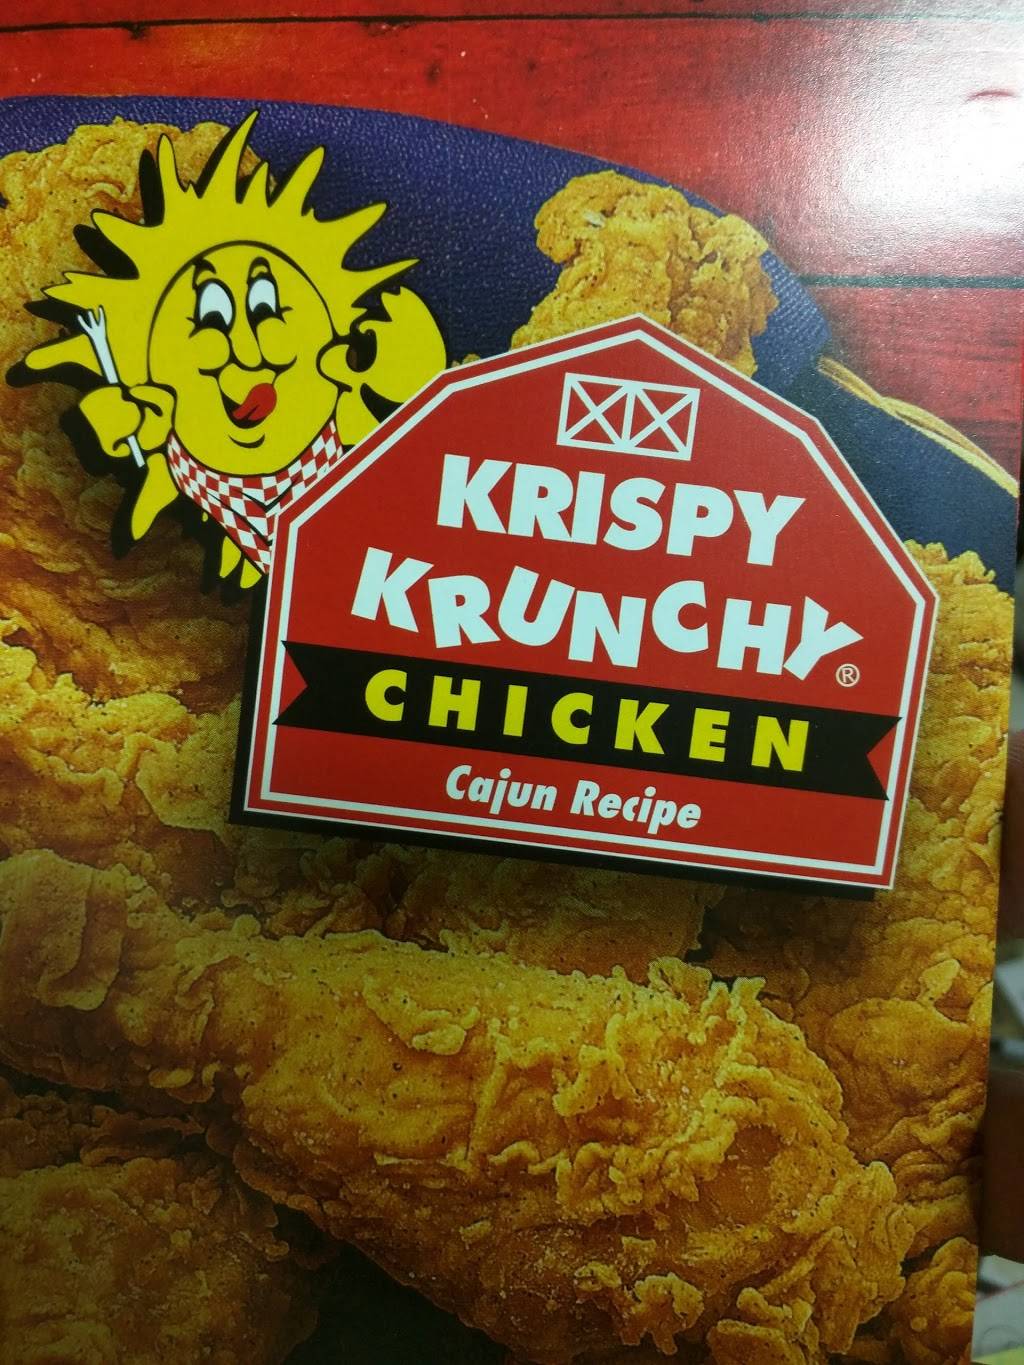 KRISPY
KRUNCHY®
CHICKEN
Cajun Recipe